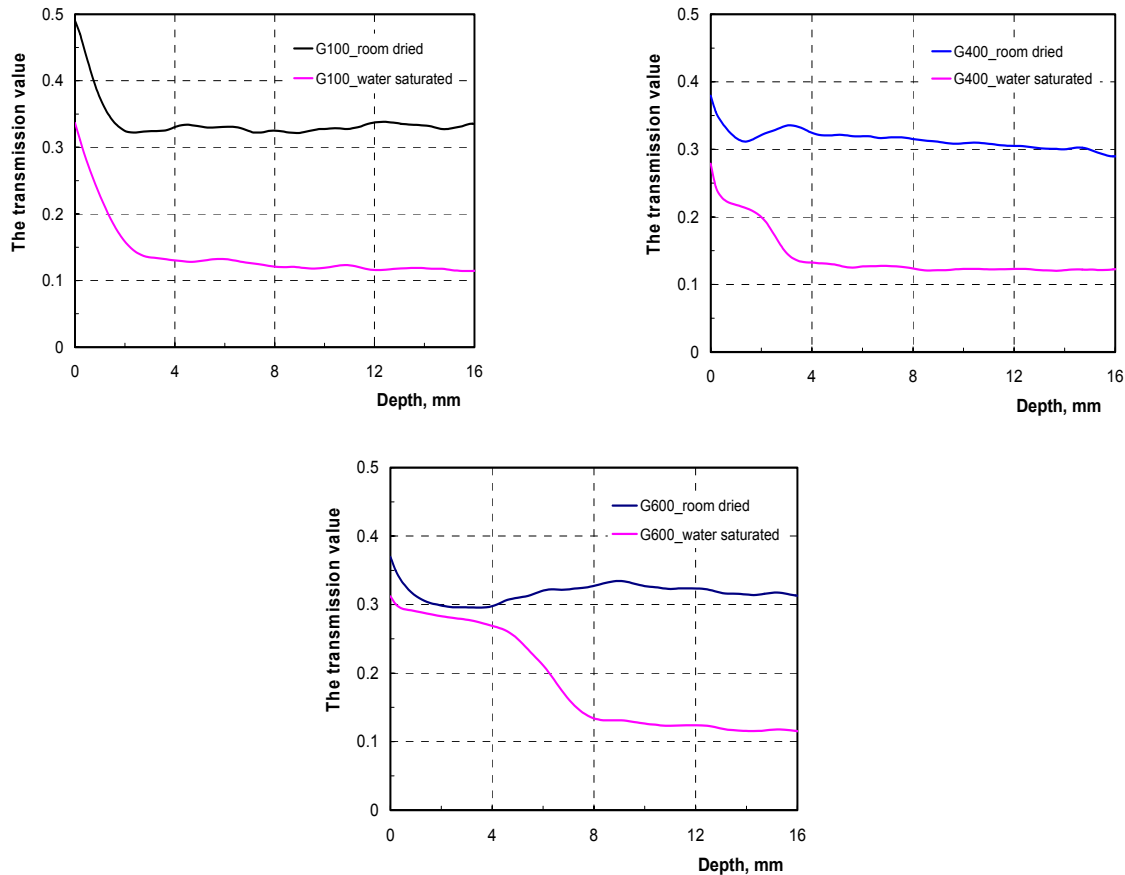 The transmission value
0.5
0.4
0.3
0.2
0.1
0
G100_room dried
G100_water saturated
0 4 8 12 16
Depth, mm
The transmission value
0.5
0.4
0.3
0.2
0.1
0
G400_room dried
G400_water saturated
0 4 8 12 16
Depth, mm
The transmission value
0.5
0.4
0.3
0.2
0.1
0
G600_room dried
G600_water saturated
0 4 8 12 16
Depth, mm